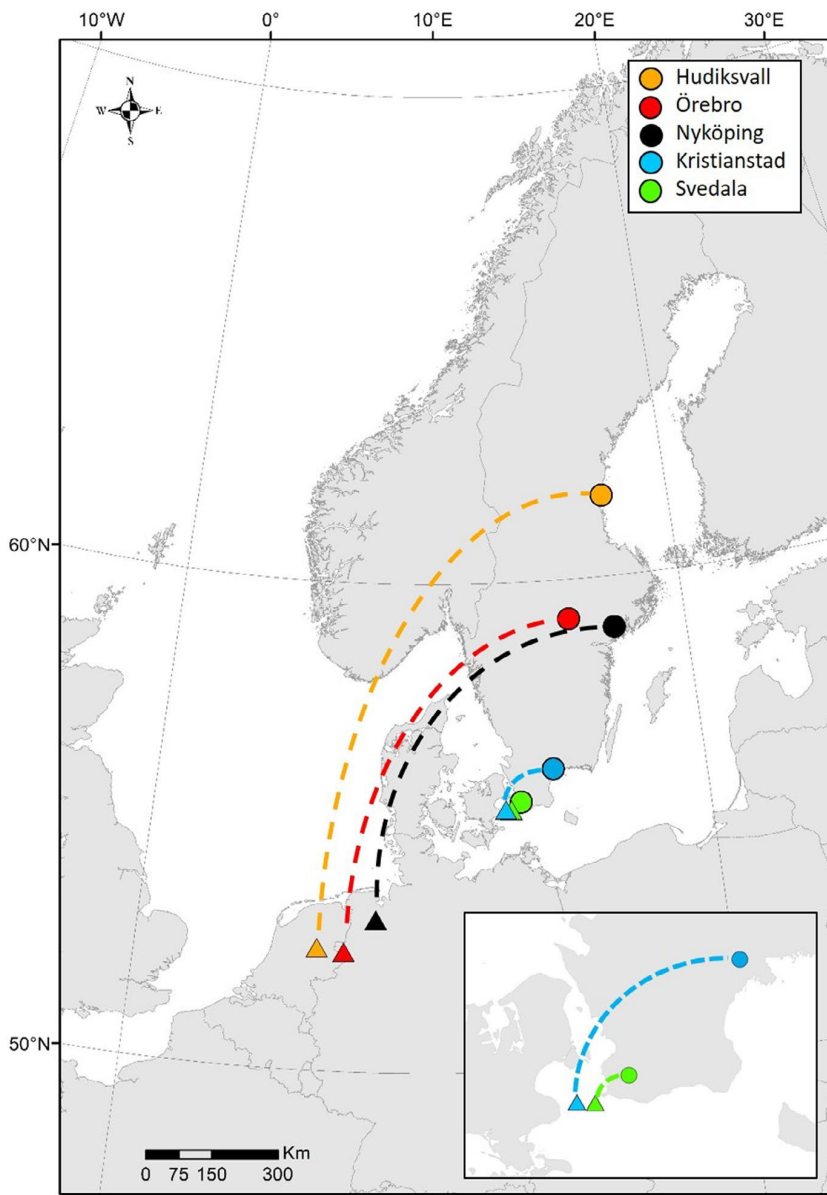 10°W 0° 10°E 20°E 30°E
N
W E
S
Hudiksvall
Örebro
Nyköping
Kristianstad
Svedala
60°N
50°N
Km
0 75 150 300